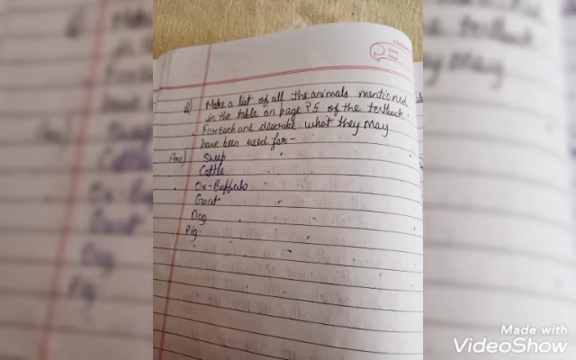 Q) Make a list of all the animals mentioned
in the table on page 25 of the textbook.
For each one describe what they may
have been used for-
Ans) Sheep
Cattle
Ox-Buffalo
Goat
Dog
Pig
Made with
VideoShow